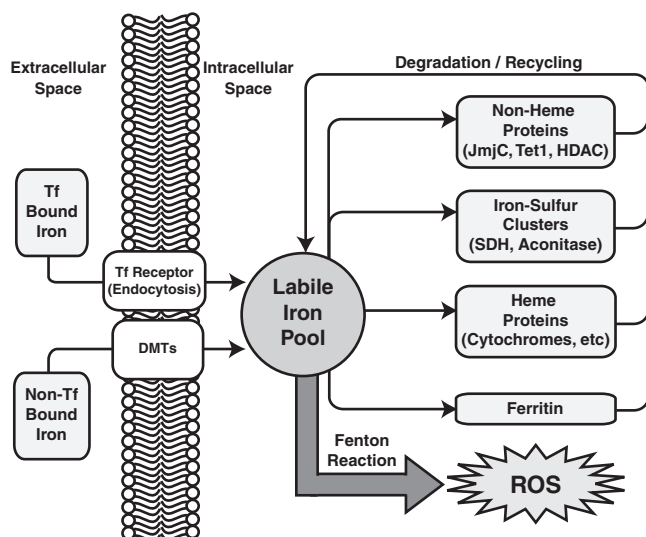 Extracellular
Space
Intracellular
Space
Degradation / Recycling
Non-Heme
Proteins
(JmjC, Tet1, HDAC)
Tf
Bound
Iron
Iron-Sulfur
Clusters
(SDH, Aconitase)
Tf Receptor
(Endocytosis)
Labile
Iron
Pool
Heme
Proteins
(Cytochromes, etc)
DMTs
Non-Tf
Bound
Iron
Ferritin
Fenton
Reaction
ROS